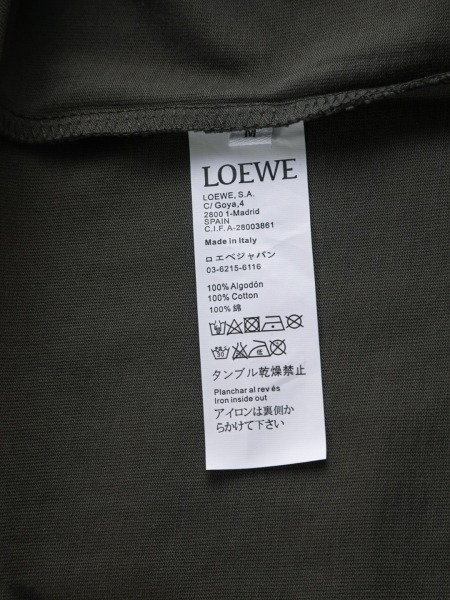 M
LOEWE
LOEWE, S.A.
C/ Goya,4
2800 1-Madrid
SPAIN
C.I.F. A-28003861
Made in Italy
ロエベジャパン
03-6215-6116
100% Algodón
100% Cotton
100% 綿
30 低
タンブル乾燥禁止
Planchar al rev és
Iron inside out
アイロンは裏側か
らかけて下さい